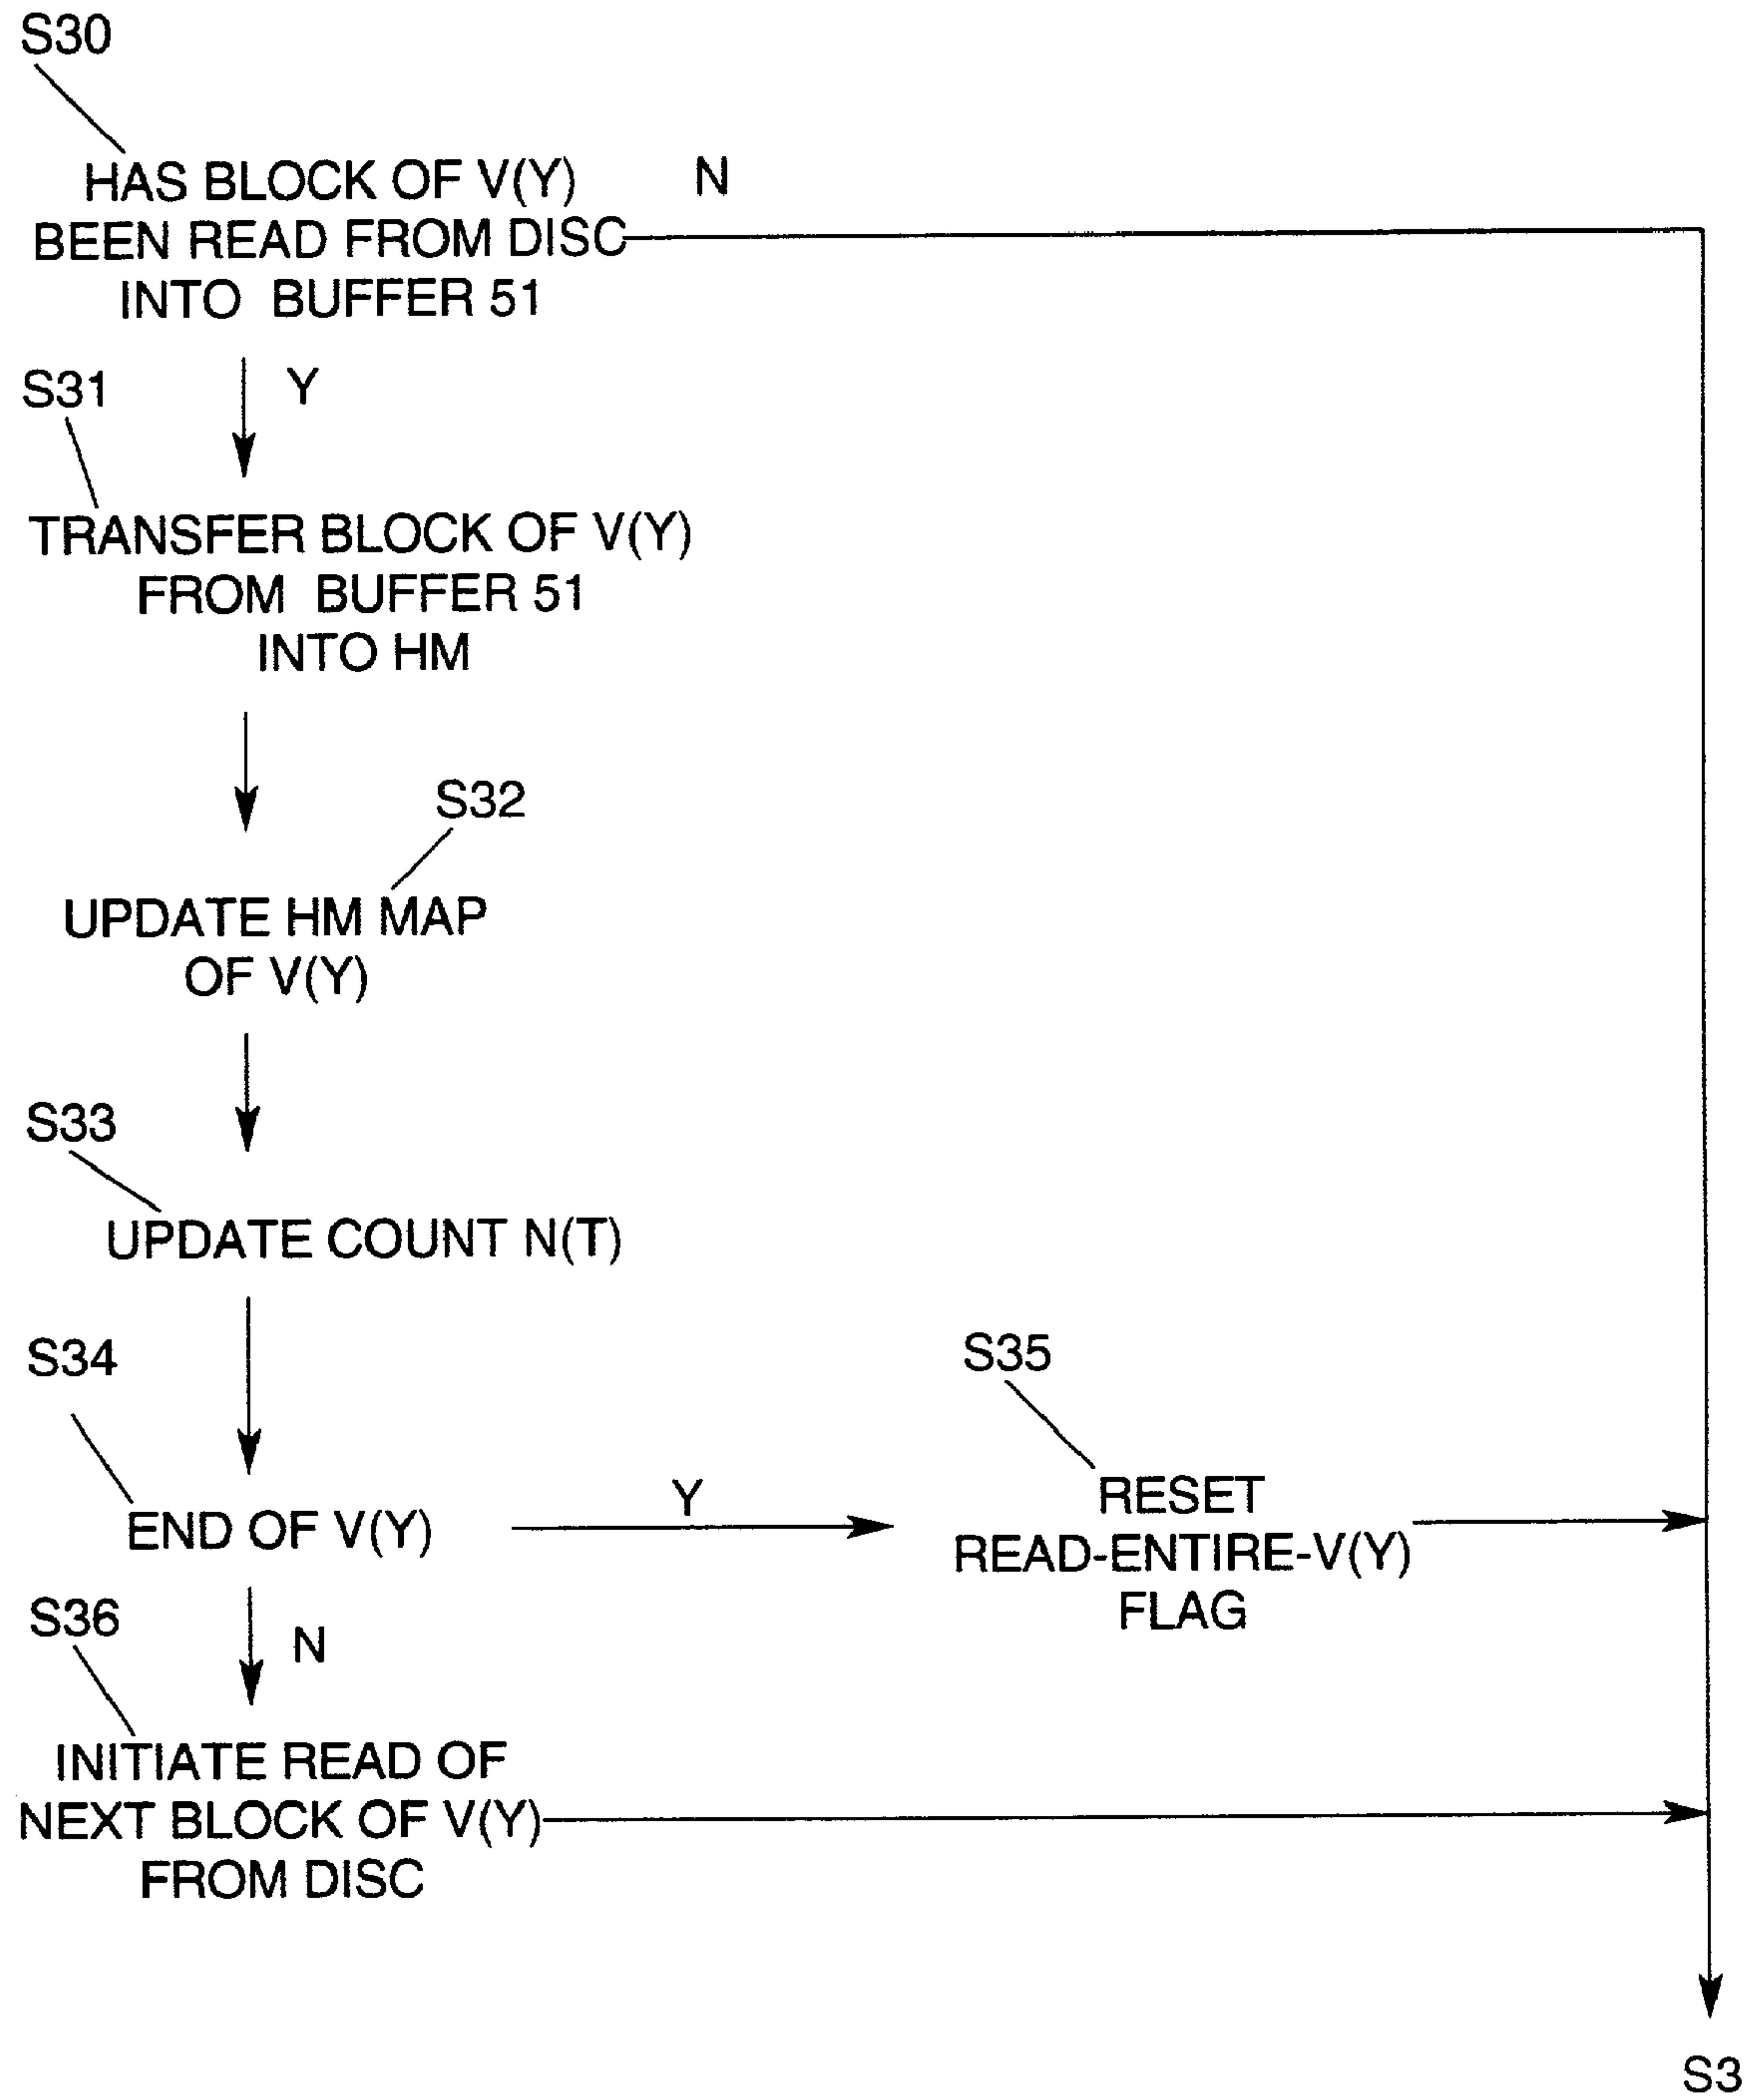 S30
HAS BLOCK OF V(Y)
N
BEEN READ FROM DISC
INTO BUFFER 51
S31
Y
TRANSFER BLOCK OF V(Y)
FROM BUFFER 51
INTO HM
S32
UPDATE HM MAP
OF V(Y)
S33
UPDATE COUNT N(T)
S34
END OF V(Y)
Y
S35
RESET
READ-ENTIRE-V(Y)
FLAG
S36
N
INITIATE READ OF
NEXT BLOCK OF V(Y)
FROM DISC
S3